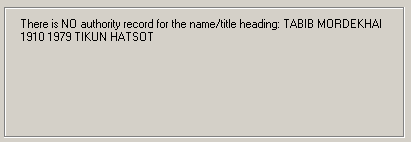 There is NO authority record for the name/title heading: TABIB MORDEKHAI
1910 1979 TIKUN HATSOT